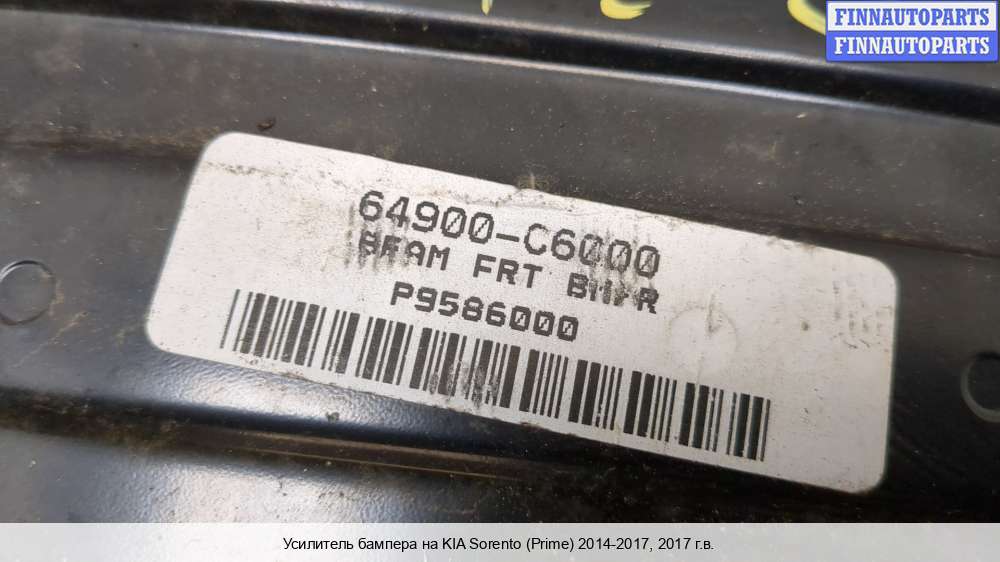 FINNAUTOPARTS
FINNAUTOPARTS
64900-C6000
BEAM FRT BMPR
P9586000
Усилитель бампера на KIA Sorento (Prime) 2014-2017, 2017 г.в.